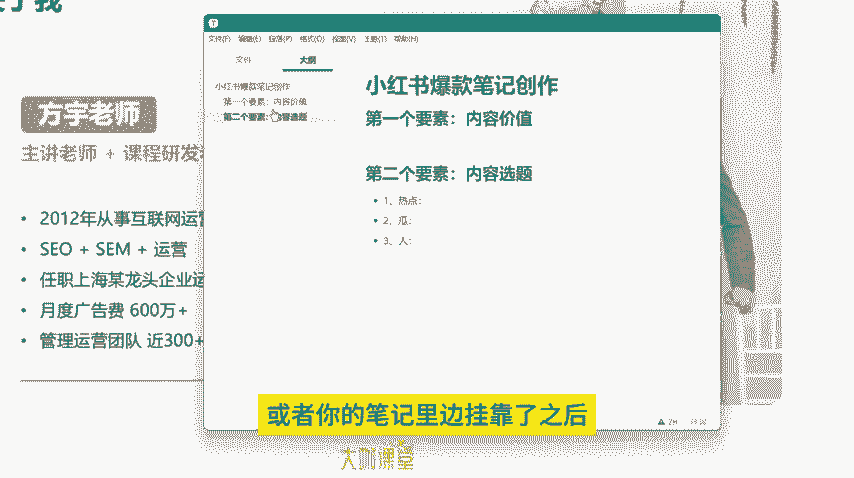 方宇老师
主讲老师 + 课程研发
2012年从事互联网运营
SEO + SEM + 运营
任职上海某龙头企业运
月度广告费 600万+
管理运营团队 近300+
文件(F) 编辑(E) 段落(P) 格式(O) 视图(V) 主题(T) 帮助(H)
文件 大纲
小红书爆款笔记创作
第一个要素：内容价值
第二个要素：内容选题
小红书爆款笔记创作
第一个要素：内容价值
第二个要素：内容选题
1、热点：
2、瓜：
3、人：
或者你的笔记里边挂靠了之后